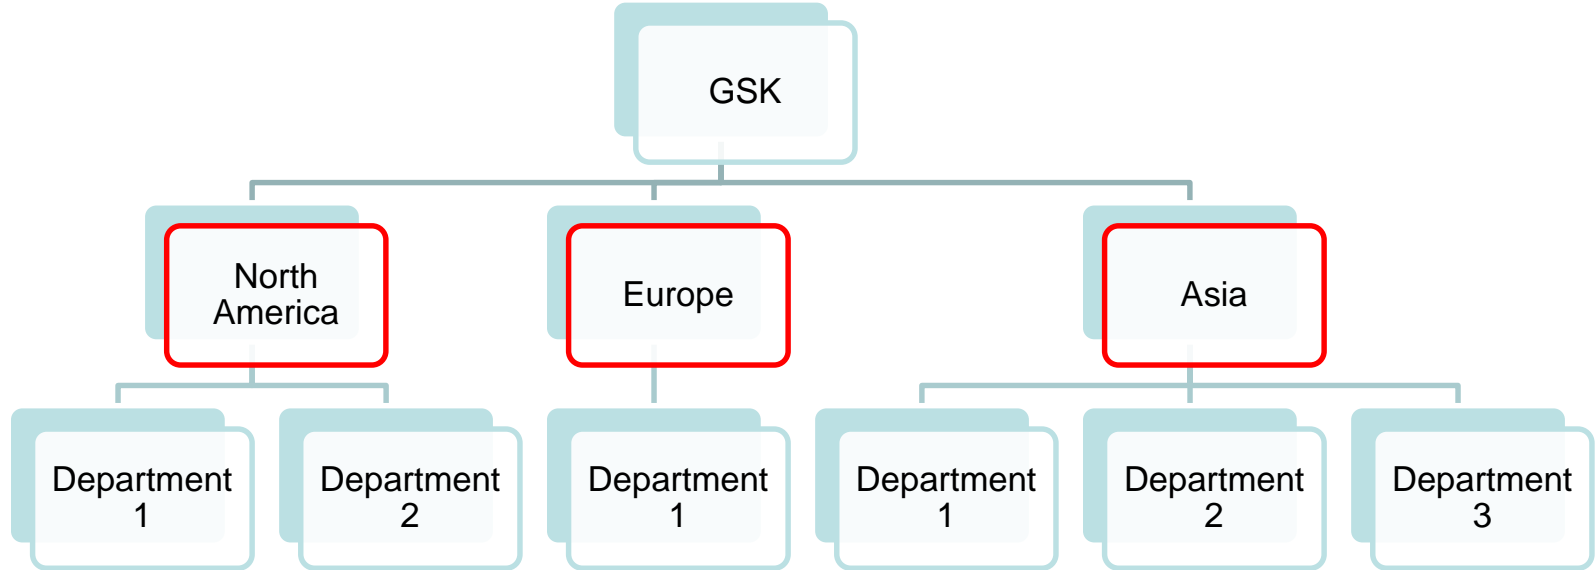 GSK
North
America
Europe
Asia
Department
1
Department
2
Department
1
Department
1
Department
2
Department
3